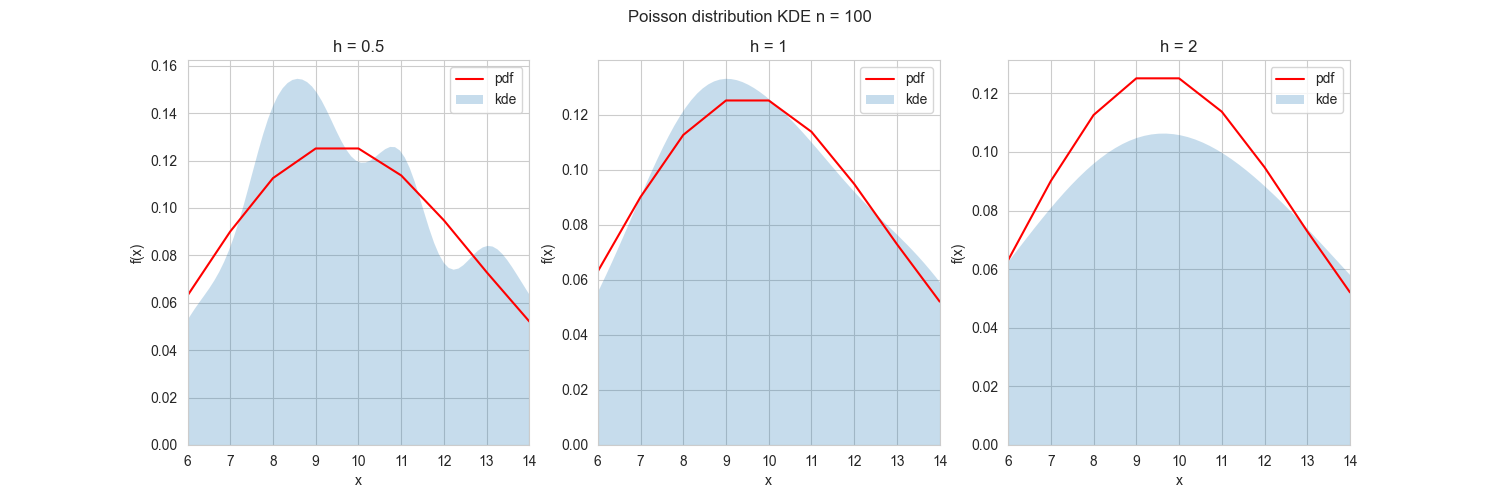 Poisson distribution KDE n = 100
h = 0.5
pdf
kde
0.16
0.14
0.12
0.10
0.08
0.06
0.04
0.02
0.00
f(x)
6 7 8 9 10 11 12 13 14
x
h = 1
pdf
kde
0.12
0.10
0.08
0.06
0.04
0.02
0.00
f(x)
6 7 8 9 10 11 12 13 14
x
h = 2
pdf
kde
0.12
0.10
0.08
0.06
0.04
0.02
0.00
f(x)
6 7 8 9 10 11 12 13 14
x